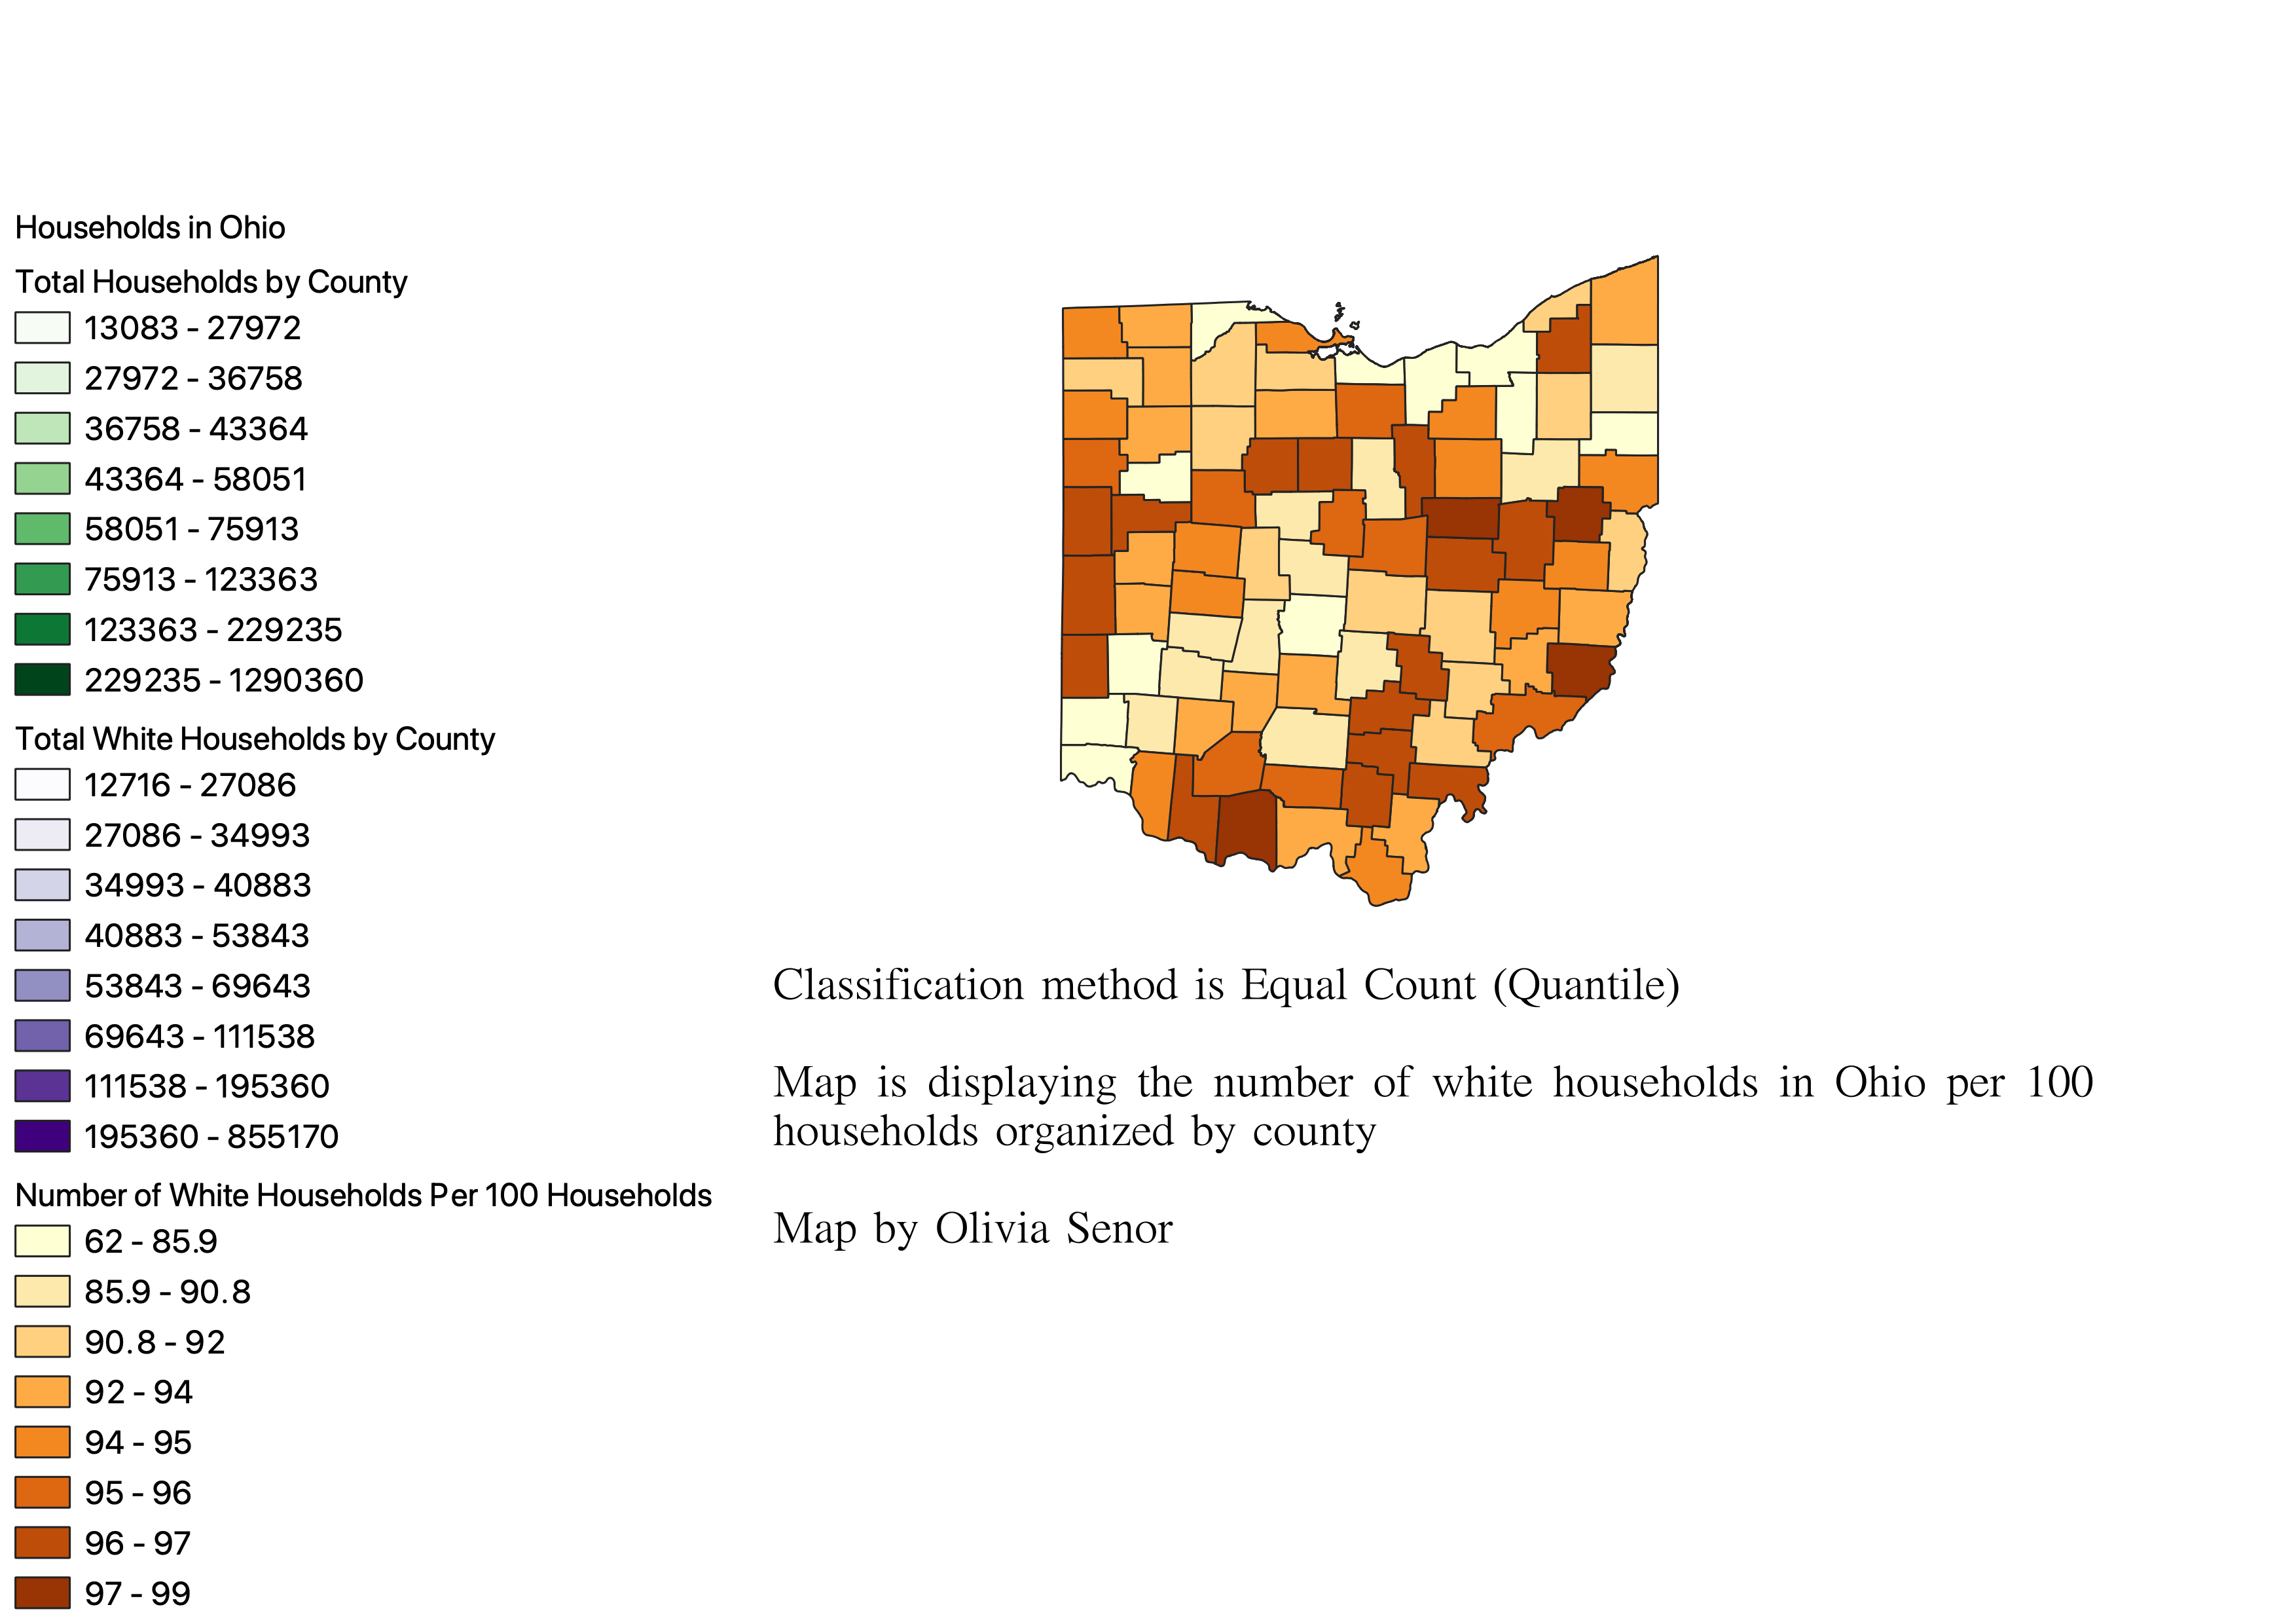 Households in Ohio
Total Households by County
13083 - 27972
27972 - 36758
36758 - 43364
43364 - 58051
58051 - 75913
75913 - 123363
123363 - 229235
229235 - 1290360
Total White Households by County
12716 - 27086
27086 - 34993
34993 - 40883
40883 - 53843
53843 - 69643
69643 - 111538
111538 - 195360
195360 - 855170
Number of White Households Per 100 Households
62 - 85.9
85.9 - 90.8
90.8 - 92
92 - 94
94 - 95
95 - 96
96 - 97
97 - 99
Classification method is Equal Count (Quantile)
Map is displaying the number of white households in Ohio per 100
households organized by county
Map by Olivia Senor